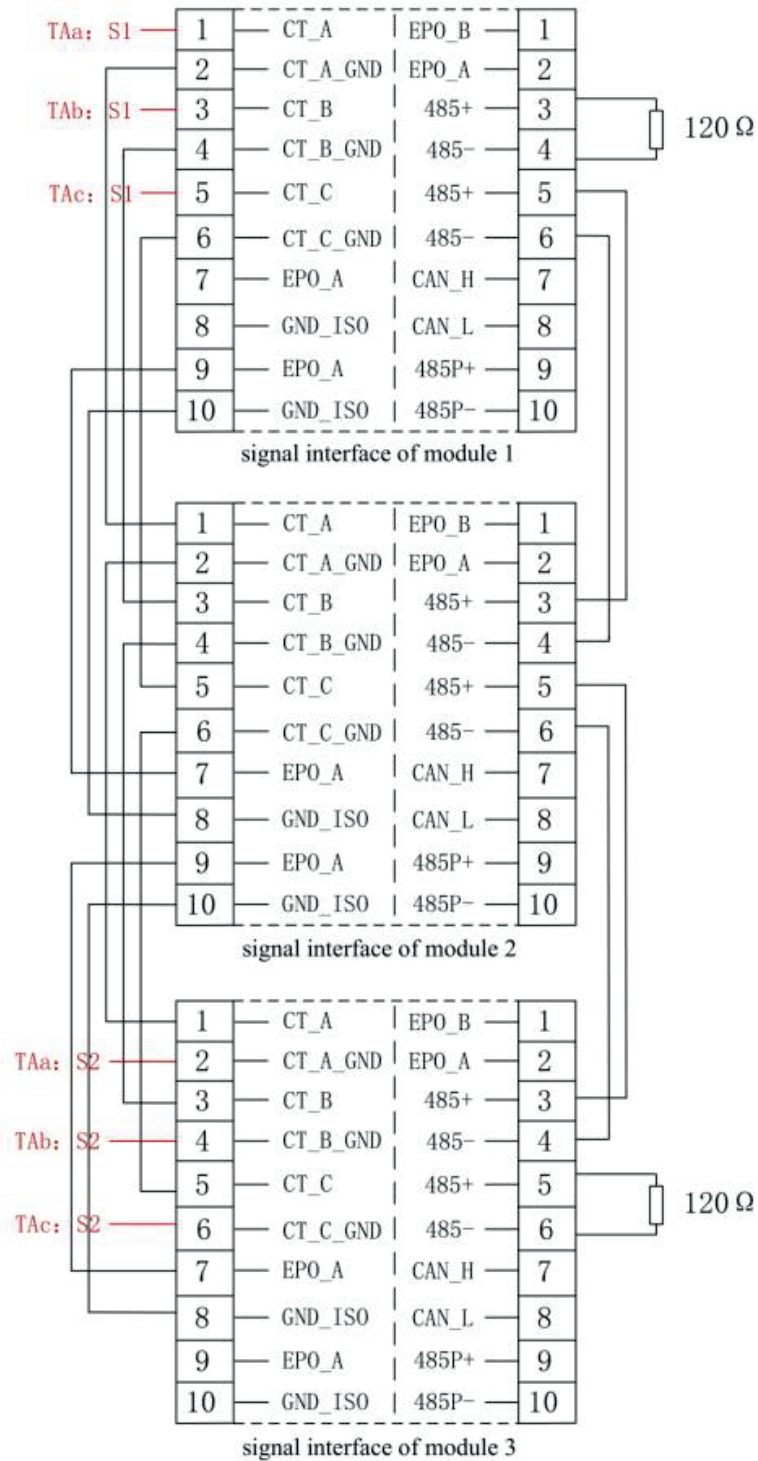 TAa: S1 1 CT_A EPO_B 1
2 CT_A_GND EPO_A 2
TAb: S1 3 CT_B 485+ 3
120 Ω
4 CT_B_GND 485- 4
TAc: S1 5 CT_C 485+ 5
6 CT_C_GND 485- 6
7 EPO_A CAN_H 7
8 GND_ISO CAN_L 8
9 EPO_A 485P+ 9
10 GND_ISO 485P- 10
signal interface of module 1
1 CT_A EPO_B 1
2 CT_A_GND EPO_A 2
3 CT_B 485+ 3
4 CT_B_GND 485- 4
5 CT_C 485+ 5
6 CT_C_GND 485- 6
7 EPO_A CAN_H 7
8 GND_ISO CAN_L 8
9 EPO_A 485P+ 9
10 GND_ISO 485P- 10
signal interface of module 2
1 CT_A EPO_B 1
TAa: S2 2 CT_A_GND EPO_A 2
3 CT_B 485+ 3
TAb: S2 4 CT_B_GND 485- 4
5 CT_C 485+ 5
120 Ω
TAc: S2 6 CT_C_GND 485- 6
7 EPO_A CAN_H 7
8 GND_ISO CAN_L 8
9 EPO_A 485P+ 9
10 GND_ISO 485P- 10
signal interface of module 3